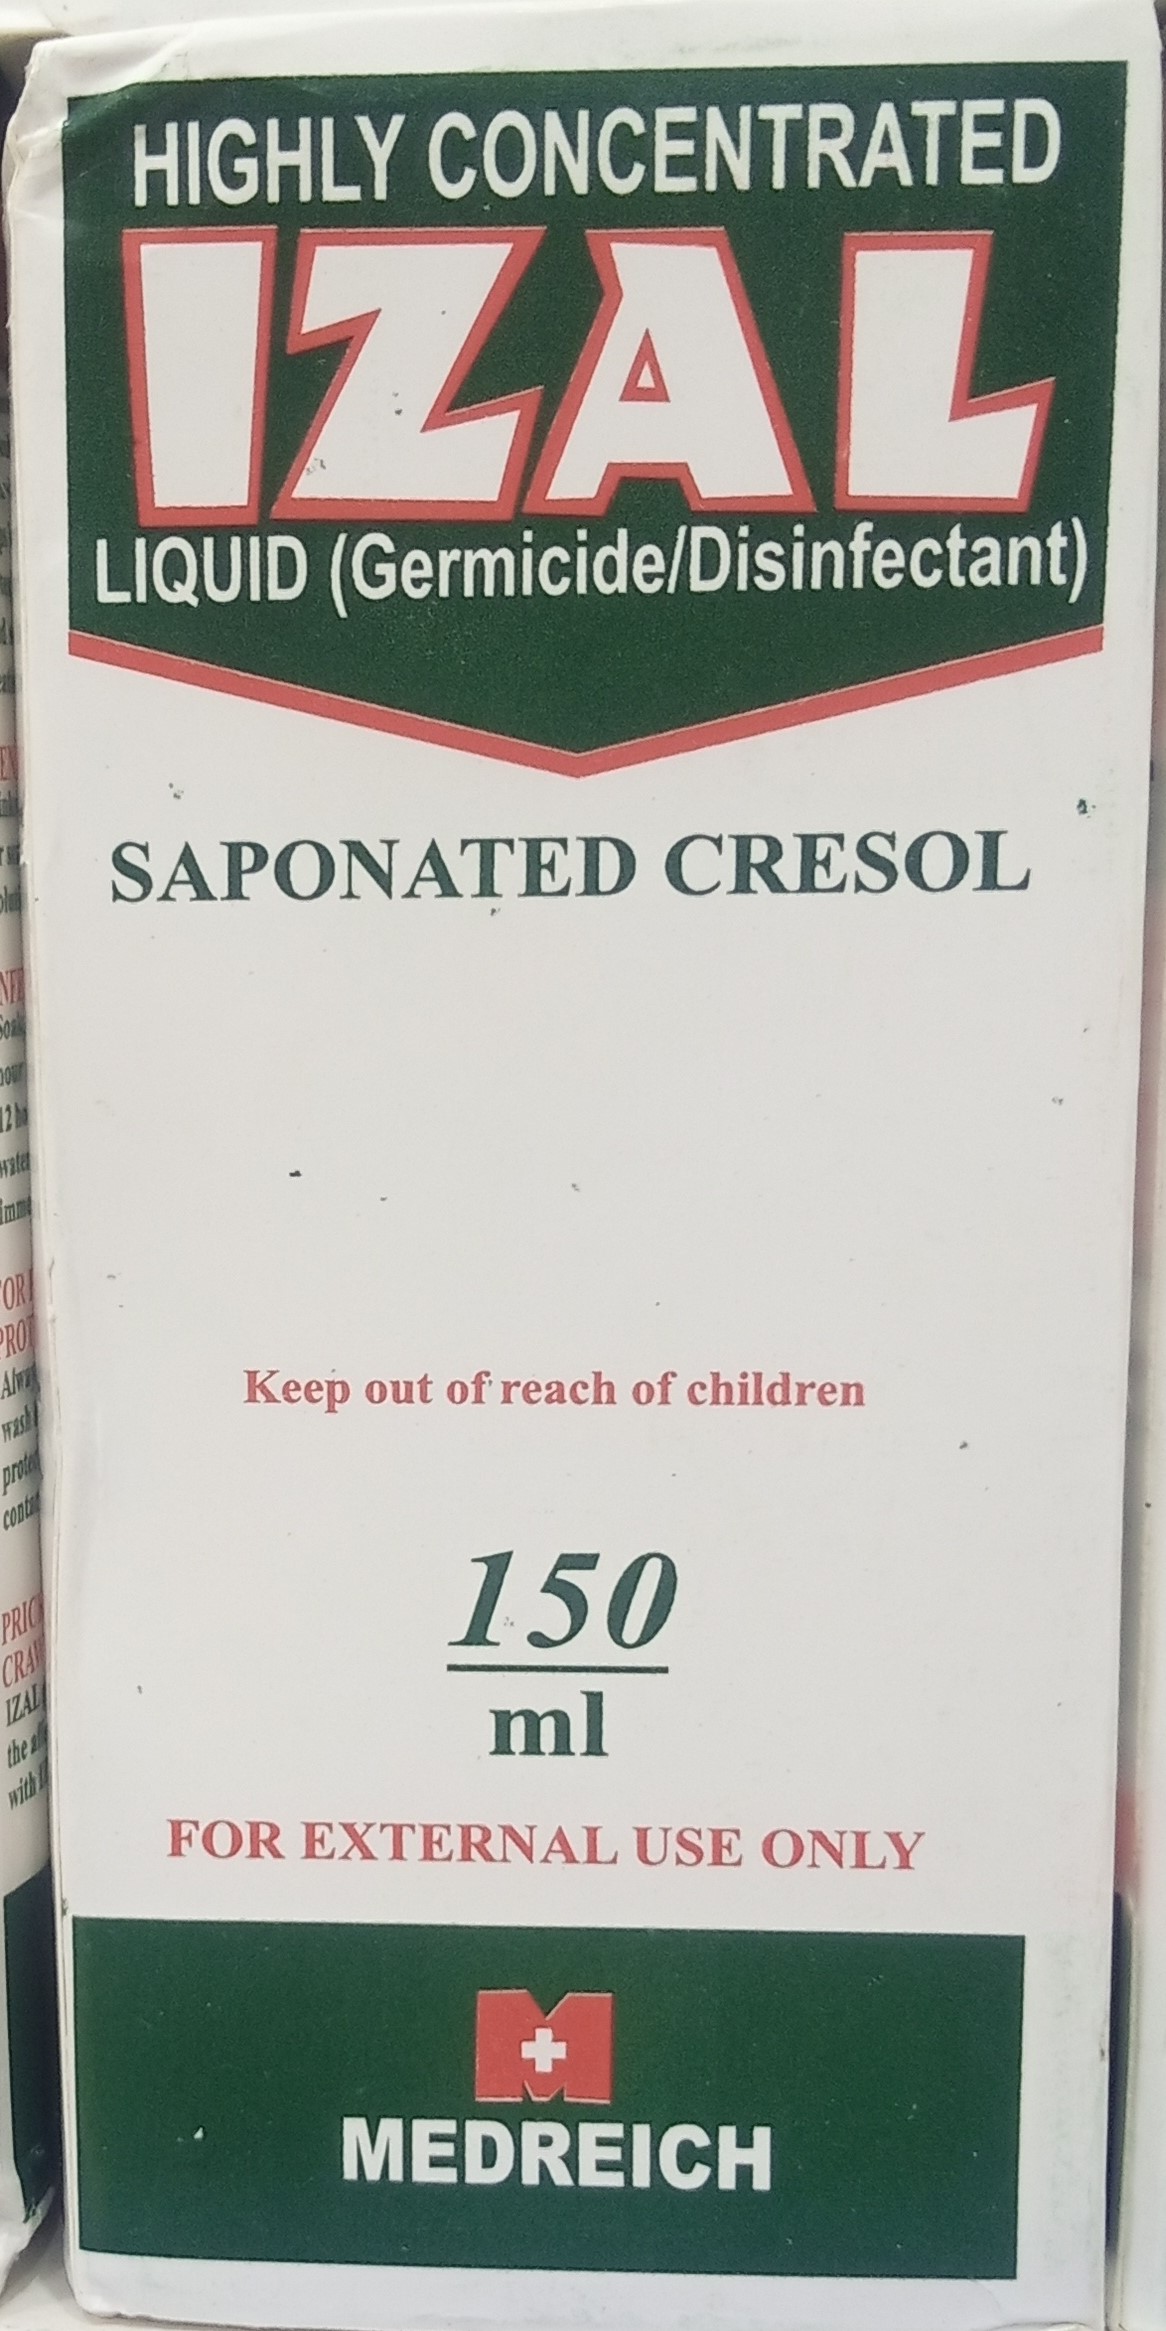 HIGHLY CONCENTRATED
IZAL
LIQUID (Germicide/Disinfectant)
SAPONATED CRESOL
Keep out of reach of children
150
ml
FOR EXTERNAL USE ONLY
MEDREICH